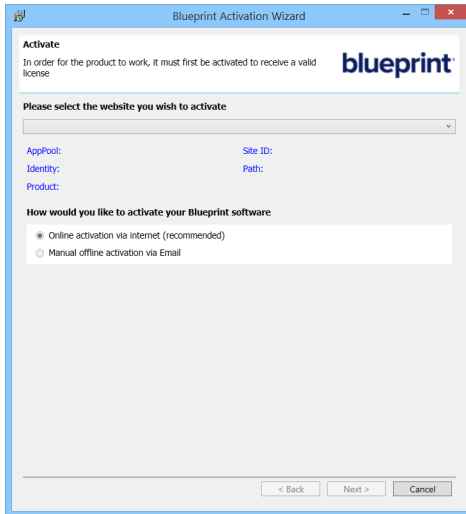 Blueprint Activation Wizard
Activate
In order for the product to work, it must first be activated to receive a valid
license
blueprint
Please select the website you wish to activate
AppPool:
Site ID:
Identity:
Path:
Product:
How would you like to activate your Blueprint software
Online activation via internet (recommended)
Manual offline activation via Email
< Back
Next >
Cancel